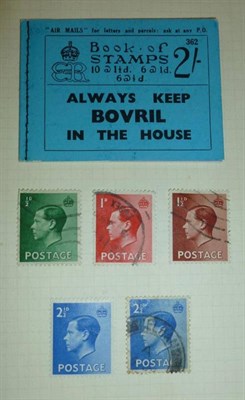 "AIR MAILS" for letters and parcels: ask at any P.O.
362
Book of
STAMPS 2/-
10@1½d. 6@1d.
6@½d
ALWAYS KEEP
BOVRIL
IN THE HOUSE
½D 1D 1½D
POSTAGE POSTAGE POSTAGE
2½D 2½D
POSTAGE POSTAGE